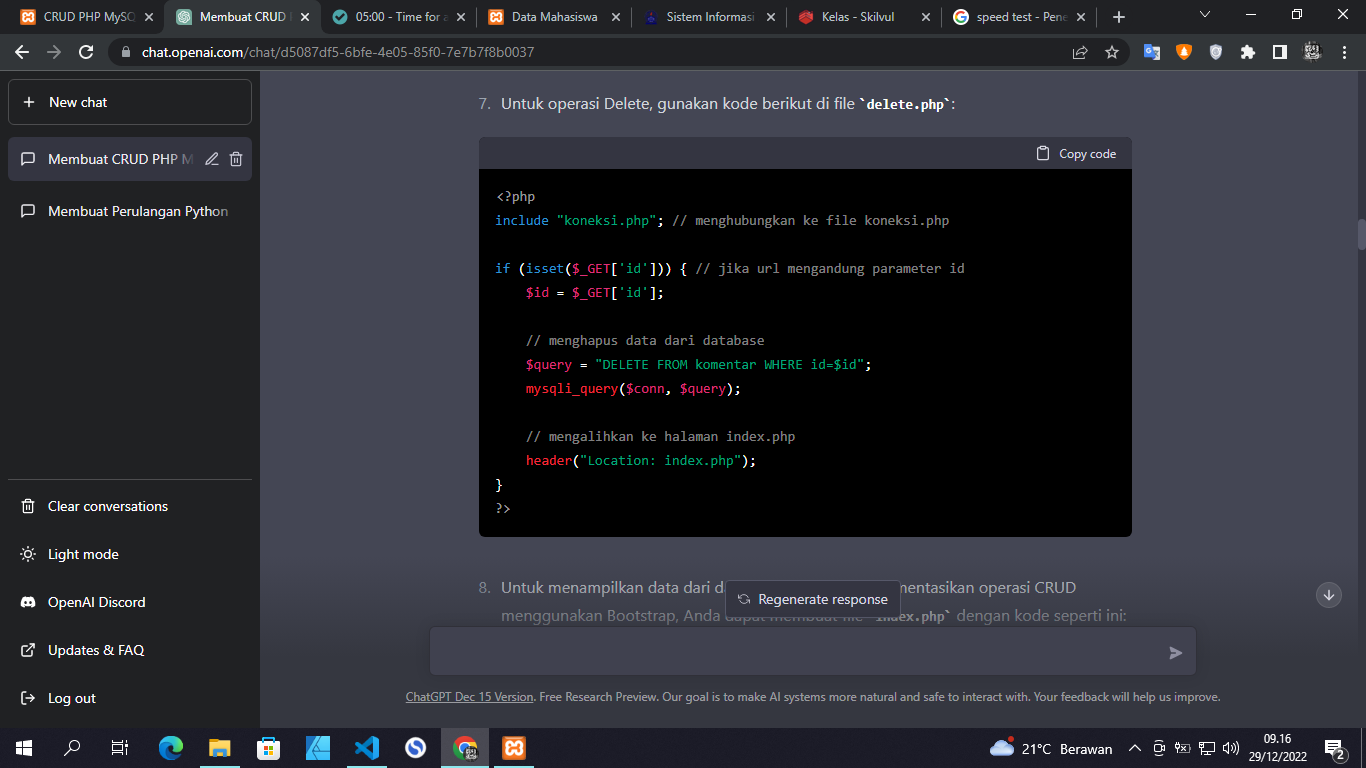 CRUD PHP MySQ
Membuat CRUD
05:00 - Time for a
Data Mahasiswa
Sistem Informasi
Kelas - Skilvul
speed test - Pene
chat.openai.com/chat/d5087df5-6bfe-4e05-85f0-7e7b7f8b0037
New chat
Membuat CRUD PHP M
Membuat Perulangan Python
Clear conversations
Light mode
OpenAI Discord
Updates & FAQ
Log out
7. Untuk operasi Delete, gunakan kode berikut di file `delete.php`:
Copy code
<?php
include "koneksi.php"; // menghubungkan ke file koneksi.php
if (isset($_GET['id'])) { // jika url mengandung parameter id
$id = $_GET['id'];
// menghapus data dari database
$query = "DELETE FROM komentar WHERE id=$id";
mysqli_query($conn, $query);
// mengalihkan ke halaman index.php
header("Location: index.php");
}
?>
8. Untuk menampilkan data dari da mentasikan operasi CRUD
Regenerate response
menggunakan Bootstrap, Anda dapat membuat file `index.php` dengan kode seperti ini:
ChatGPT Dec 15 Version. Free Research Preview. Our goal is to make AI systems more natural and safe to interact with. Your feedback will help us improve.
21°C Berawan
09.16
29/12/2022
2